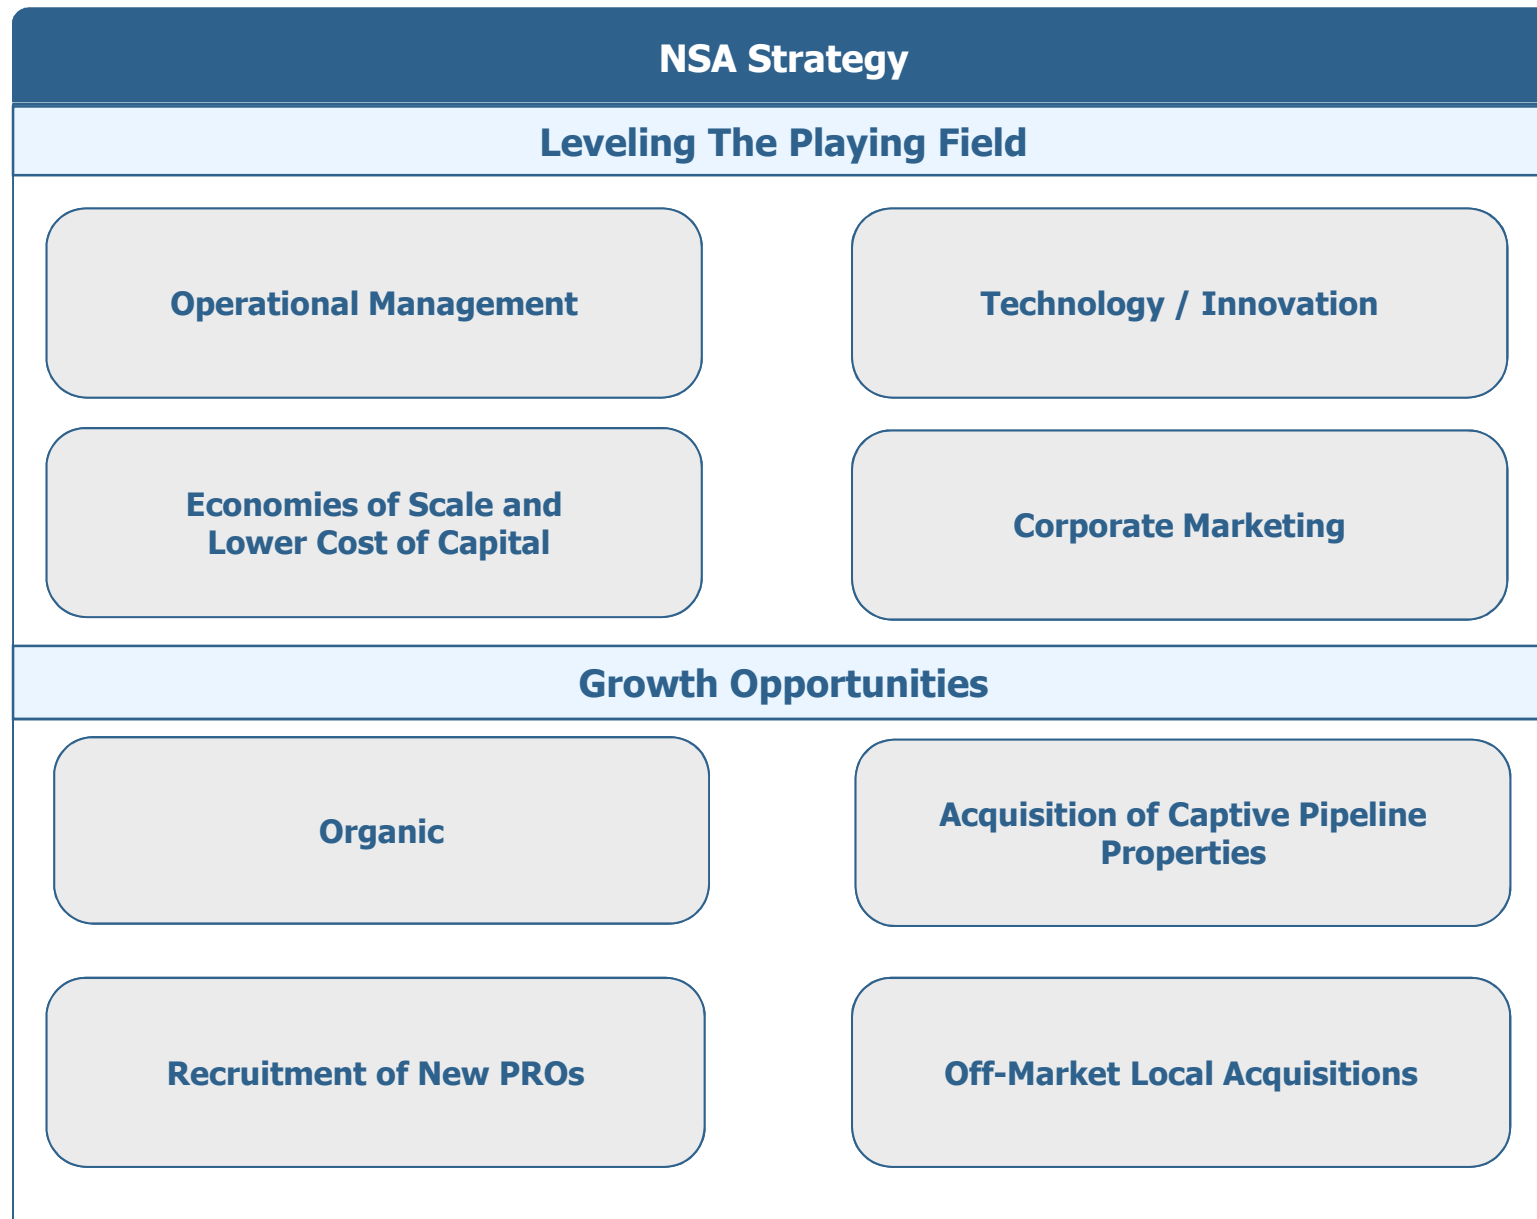 NSA Strategy
Leveling The Playing Field
Operational Management
Technology / Innovation
Economies of Scale and
Lower Cost of Capital
Corporate Marketing
Growth Opportunities
Organic
Acquisition of Captive Pipeline
Properties
Recruitment of New PROs
Off-Market Local Acquisitions